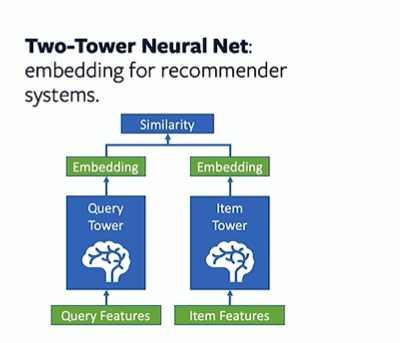 Two-Tower Neural Net:
embedding for recommender
systems.
Similarity
Embedding
Embedding
Query
Tower
Item
Tower
Query Features
Item Features